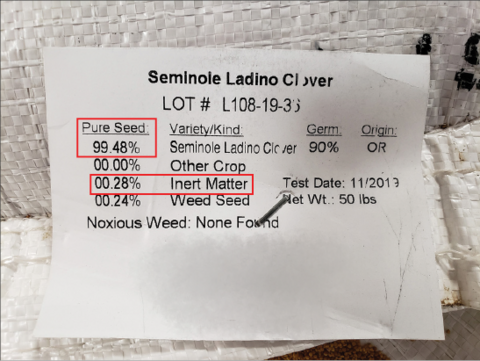 Seminole Ladino Clover
LOT # L108-19-36
Pure Seed: Variety/Kind: Germ: Origin:
99.48% Seminole Ladino Clover 90% OR
00.00% Other Crop
00.28% Inert Matter Test Date: 11/2019
00.24% Weed Seed Net Wt.: 50 lbs
Noxious Weed: None Found